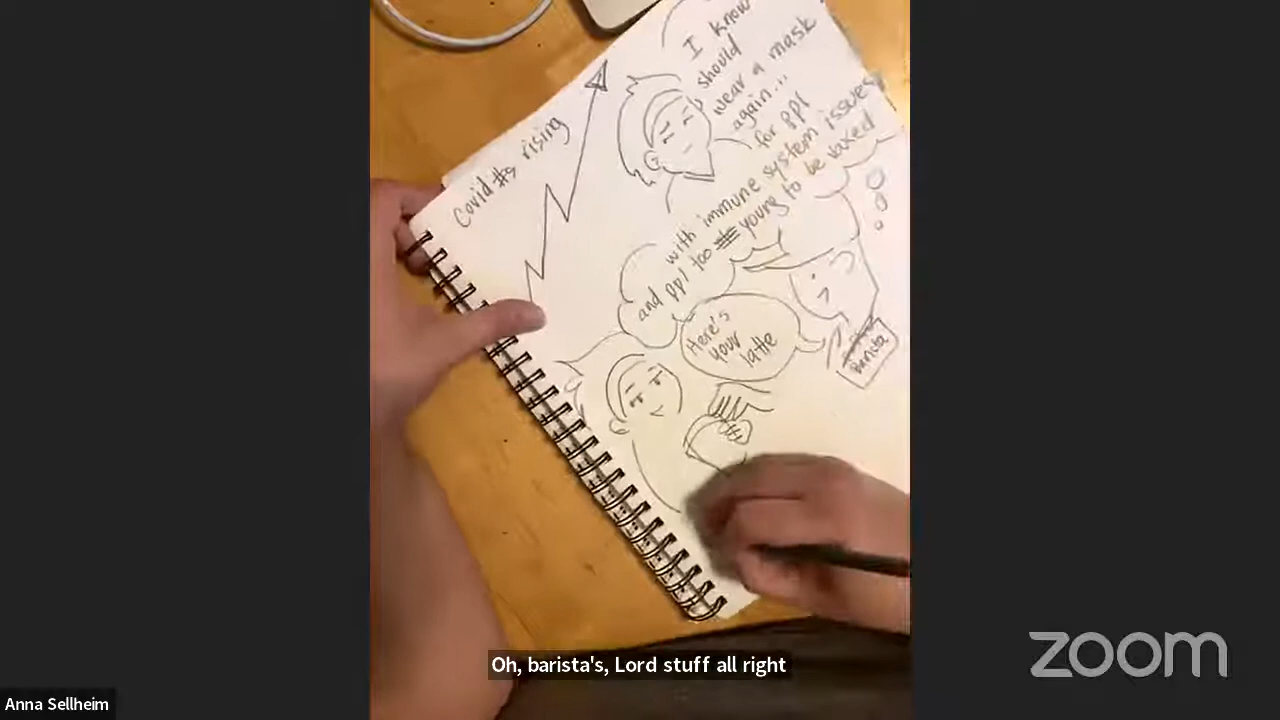 Covid #s rising
I know
should
wear a mask
again...
for ppl
with immune system issues
and ppl too young to be vaxed
Here's
your
latte
Barista
Oh, barista's, Lord stuff all right
Anna Sellheim
zoom